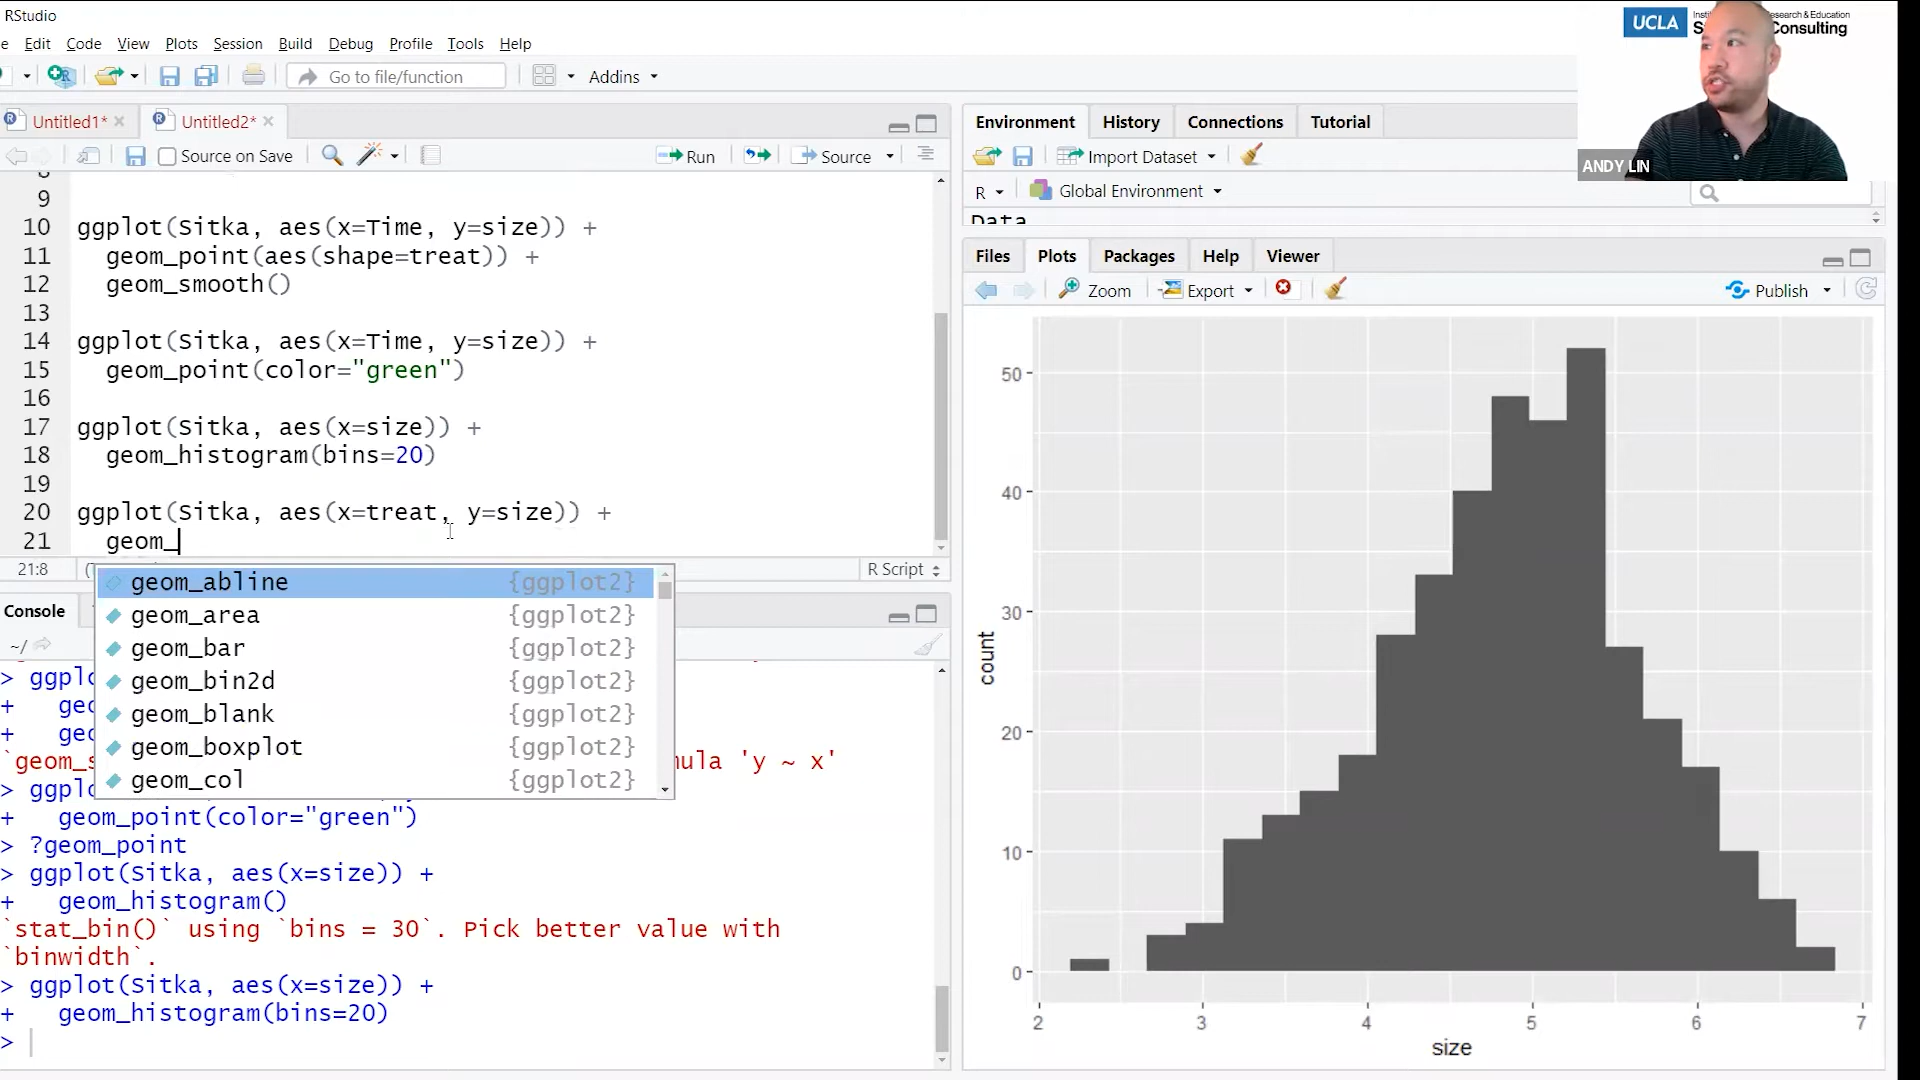 RStudio
e Edit Code View Plots Session Build Debug Profile Tools Help
Go to file/function
Addins
UCLA
Insti esearch & Education
S Consulting
ANDY LIN
Untitled1* Untitled2*
Source on Save
Run
Source
8
9
10 ggplot(Sitka, aes(x=Time, y=size)) +
11 geom_point(aes(shape=treat)) +
12 geom_smooth()
13
14 ggplot(Sitka, aes(x=Time, y=size)) +
15 geom_point(color="green")
16
17 ggplot(Sitka, aes(x=size)) +
18 geom_histogram(bins=20)
19
20 ggplot(Sitka, aes(x=treat, y=size)) +
21 geom_
21:8 (T R Script
geom_abline {ggplot2}
geom_area {ggplot2}
geom_bar {ggplot2}
geom_bin2d {ggplot2}
geom_blank {ggplot2}
geom_boxplot {ggplot2}
geom_col {ggplot2}
Console
~/
> ggplo
+ geo
+ geo
`geom_s mula 'y ~ x'
> ggplo
+ geom_point(color="green")
> ?geom_point
> ggplot(Sitka, aes(x=size)) +
+ geom_histogram()
`stat_bin()` using `bins = 30`. Pick better value with
`binwidth`.
> ggplot(Sitka, aes(x=size)) +
+ geom_histogram(bins=20)
>
Environment History Connections Tutorial
Import Dataset
R Global Environment
Data
Files Plots Packages Help Viewer
Zoom Export Publish
50
40
30
20
10
0
count
2 3 4 5 6 7
size